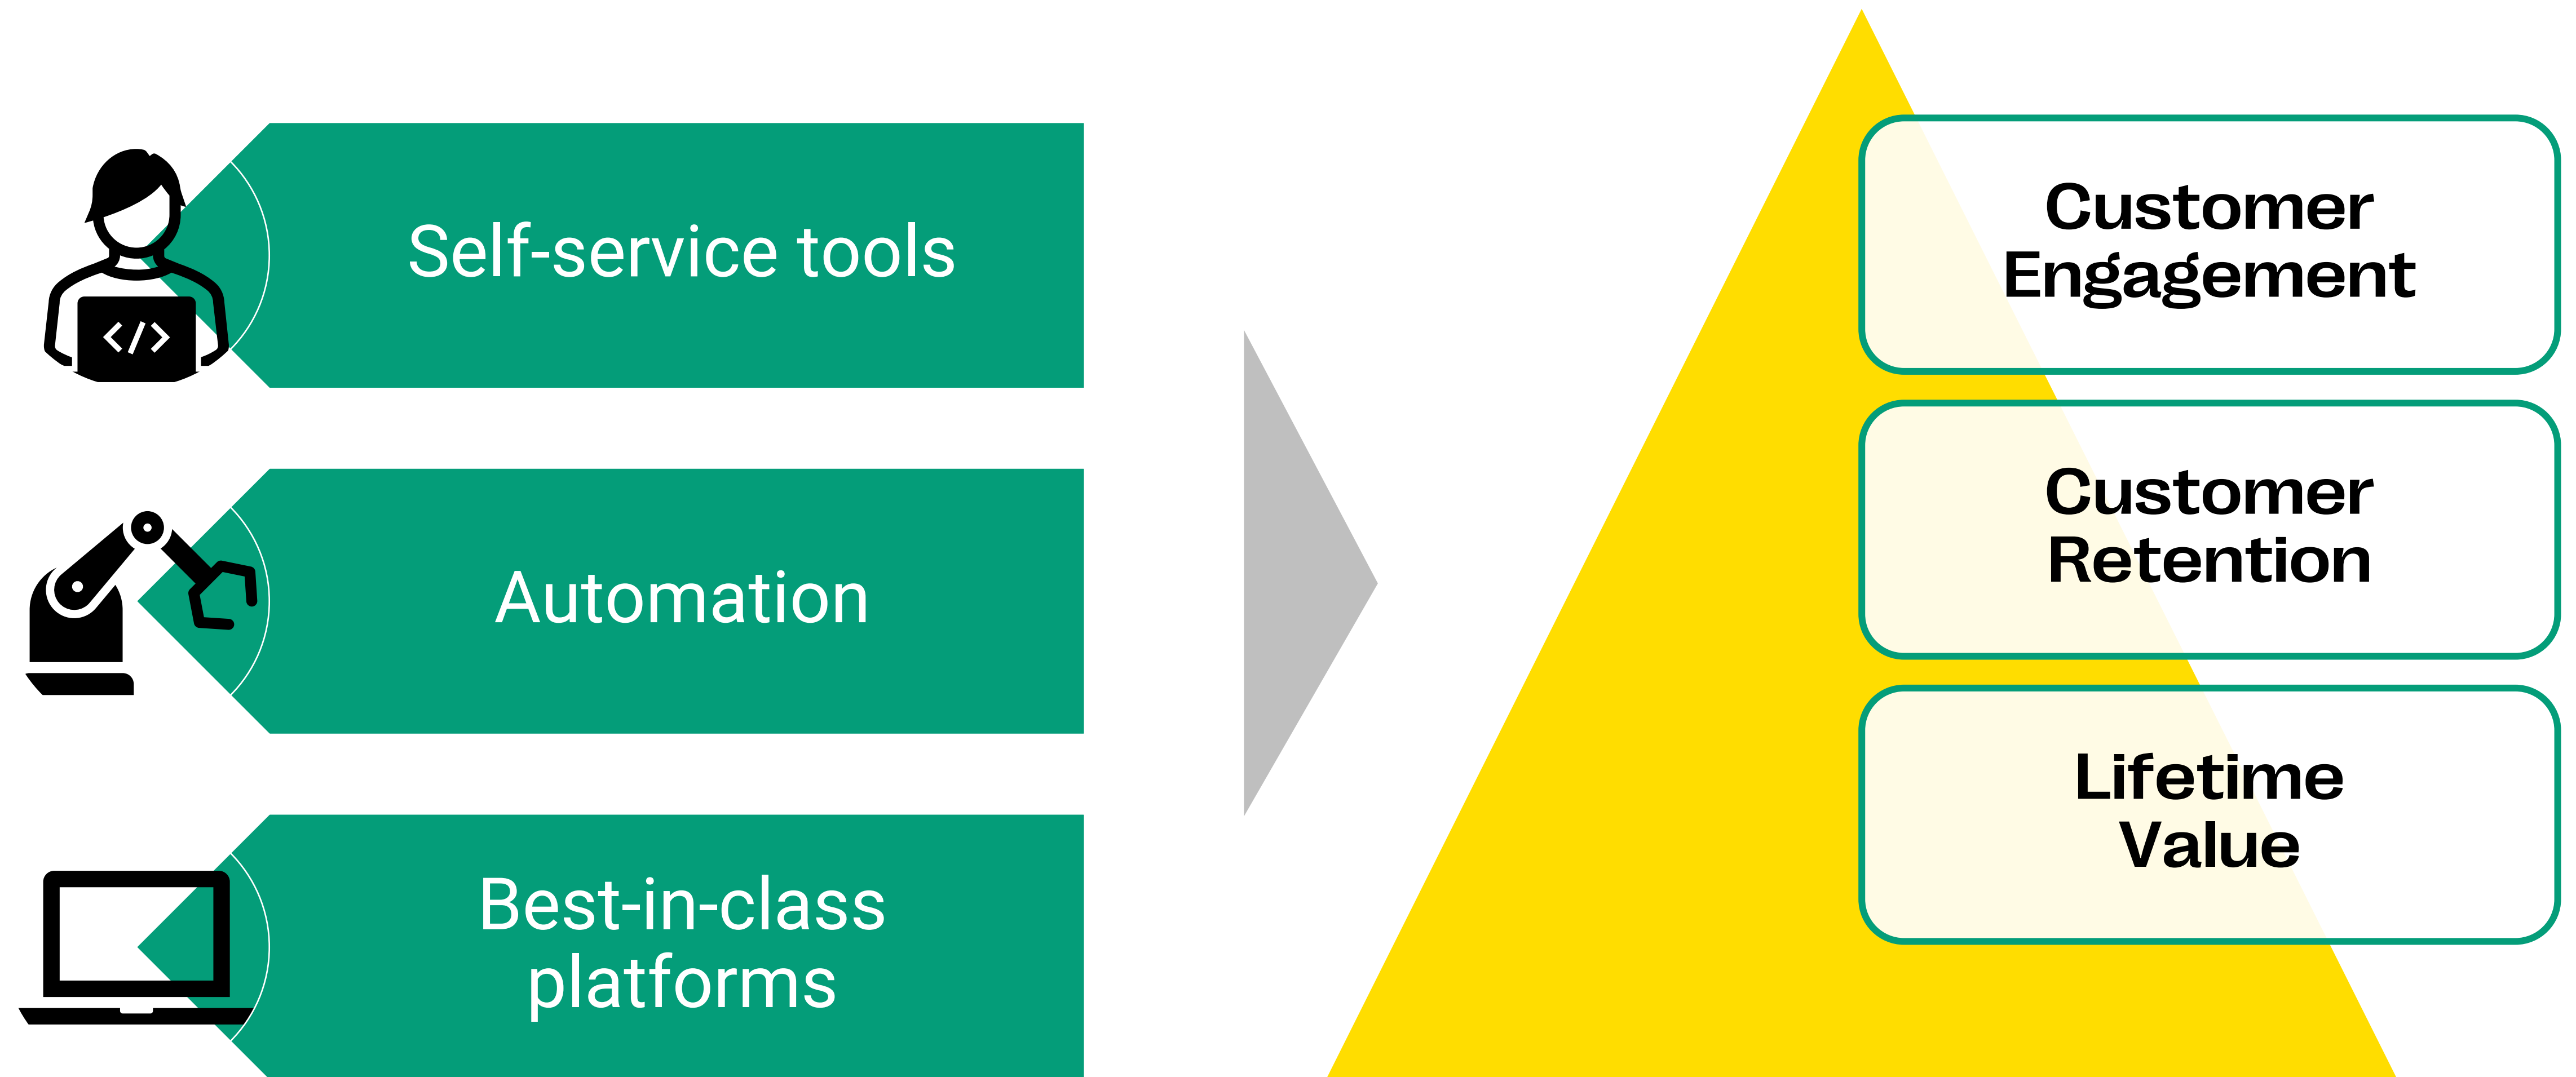 Self-service tools
Automation
Best-in-class
platforms
Customer
Engagement
Customer
Retention
Lifetime
Value